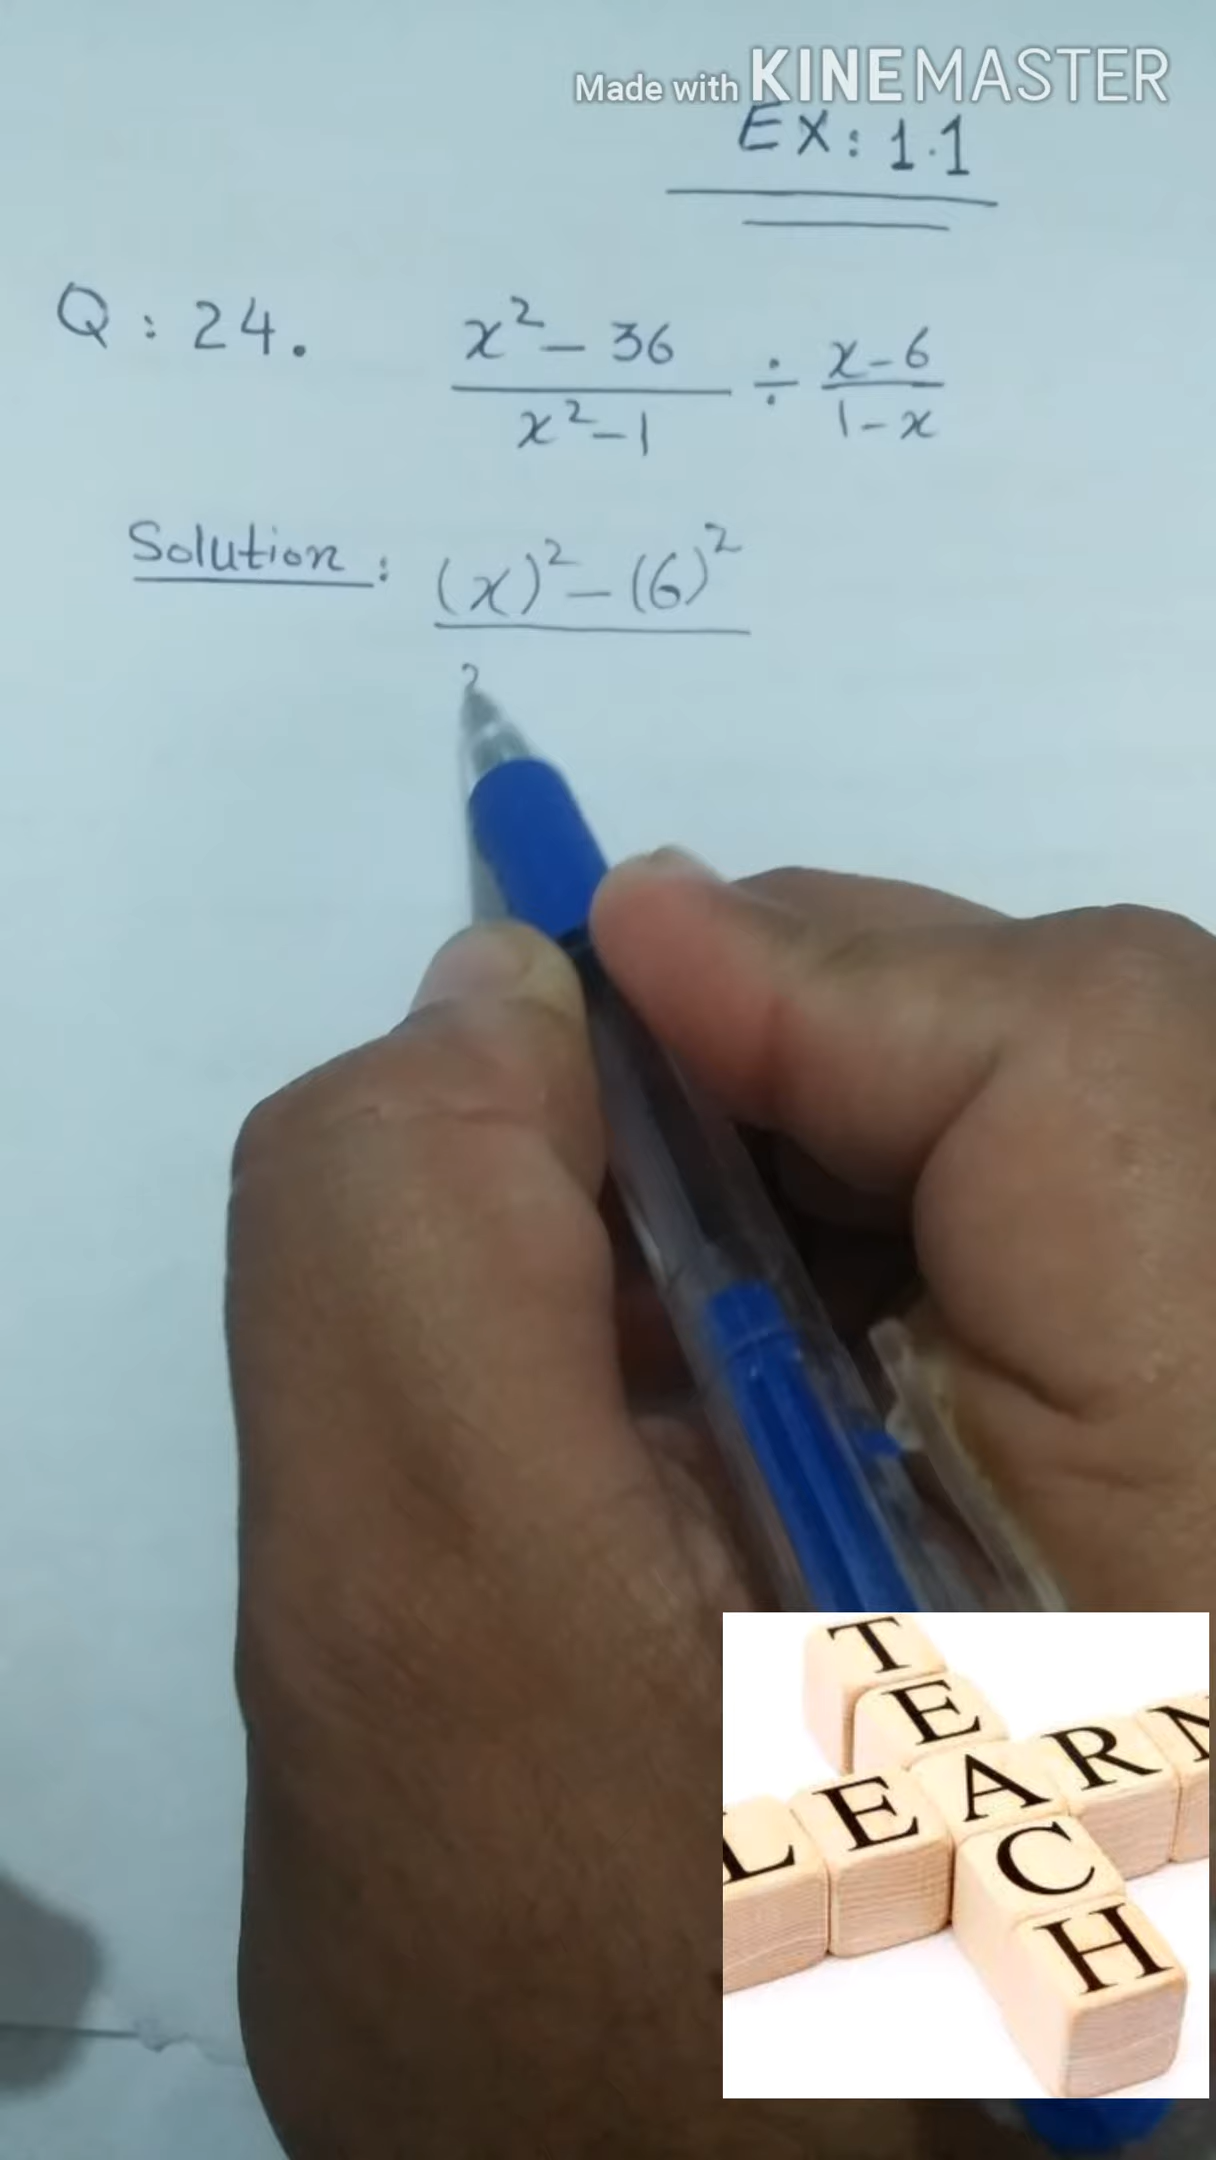 Made with KINEMASTER
EX: 1.1
Q: 24. x² - 36 / x² - 1 ÷ x - 6 / 1 - x
Solution: (x)² - (6)²
TEACH
LEARN